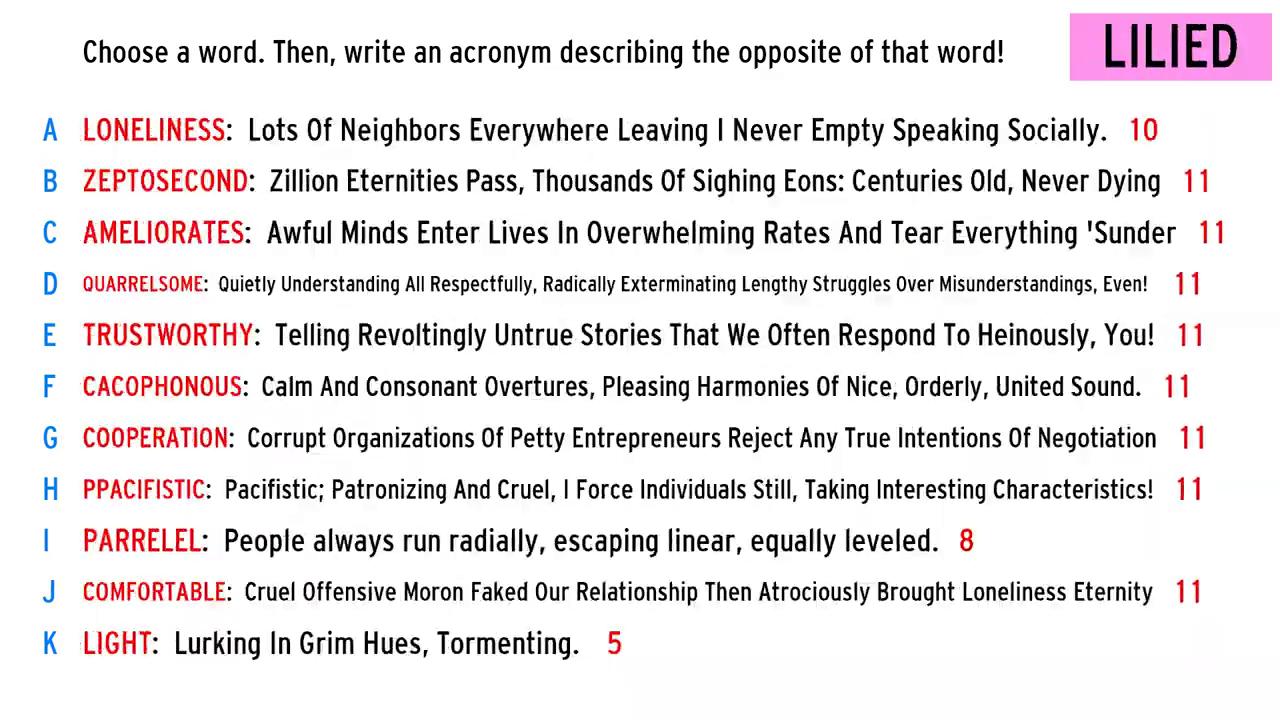 Choose a word. Then, write an acronym describing the opposite of that word!
LILIED
A LONELINESS: Lots Of Neighbors Everywhere Leaving I Never Empty Speaking Socially. 10
B ZEPTOSECOND: Zillion Eternities Pass, Thousands Of Sighing Eons: Centuries Old, Never Dying 11
C AMELIORATES: Awful Minds Enter Lives In Overwhelming Rates And Tear Everything 'Sunder 11
D QUARRELSOME: Quietly Understanding All Respectfully, Radically Exterminating Lengthy Struggles Over Misunderstandings, Even! 11
E TRUSTWORTHY: Telling Revoltingly Untrue Stories That We Often Respond To Heinously, You! 11
F CACOPHONOUS: Calm And Consonant Overtures, Pleasing Harmonies Of Nice, Orderly, United Sound. 11
G COOPERATION: Corrupt Organizations Of Petty Entrepreneurs Reject Any True Intentions Of Negotiation 11
H PPACIFISTIC: Pacifistic; Patronizing And Cruel, I Force Individuals Still, Taking Interesting Characteristics! 11
I PARRELEL: People always run radially, escaping linear, equally leveled. 8
J COMFORTABLE: Cruel Offensive Moron Faked Our Relationship Then Atrociously Brought Loneliness Eternity 11
K LIGHT: Lurking In Grim Hues, Tormenting. 5